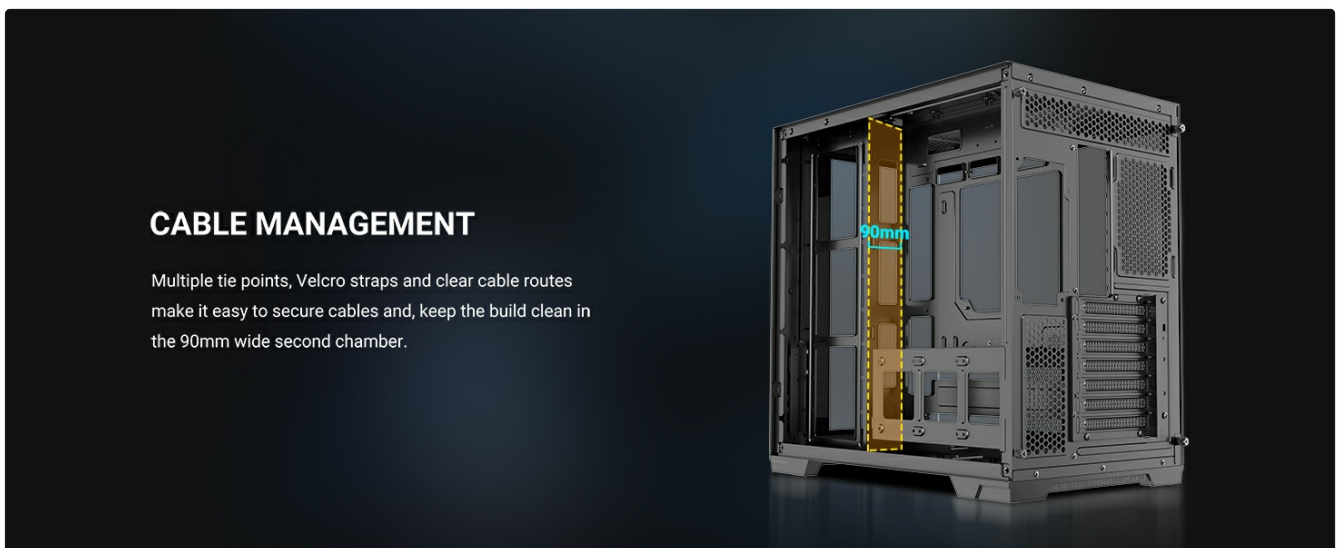 CABLE MANAGEMENT
Multiple tie points, Velcro straps and clear cable routes
make it easy to secure cables and, keep the build clean in
the 90mm wide second chamber.
90mm